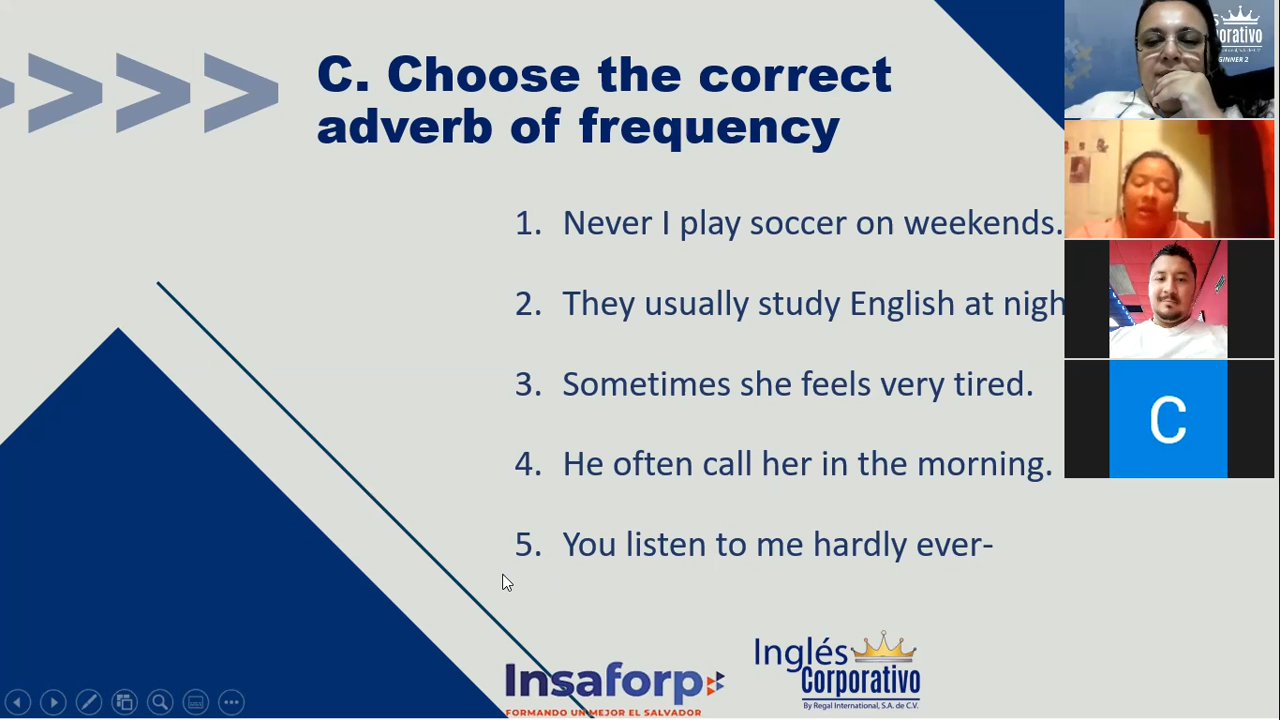 C. Choose the correct
adverb of frequency
1. Never I play soccer on weekends.
2. They usually study English at nigh
3. Sometimes she feels very tired.
4. He often call her in the morning.
5. You listen to me hardly ever-
Insaforp
FORMANDO UN MEJOR EL SALVADOR
Inglés
Corporativo
By Regal International, S.A. de C.V.
C